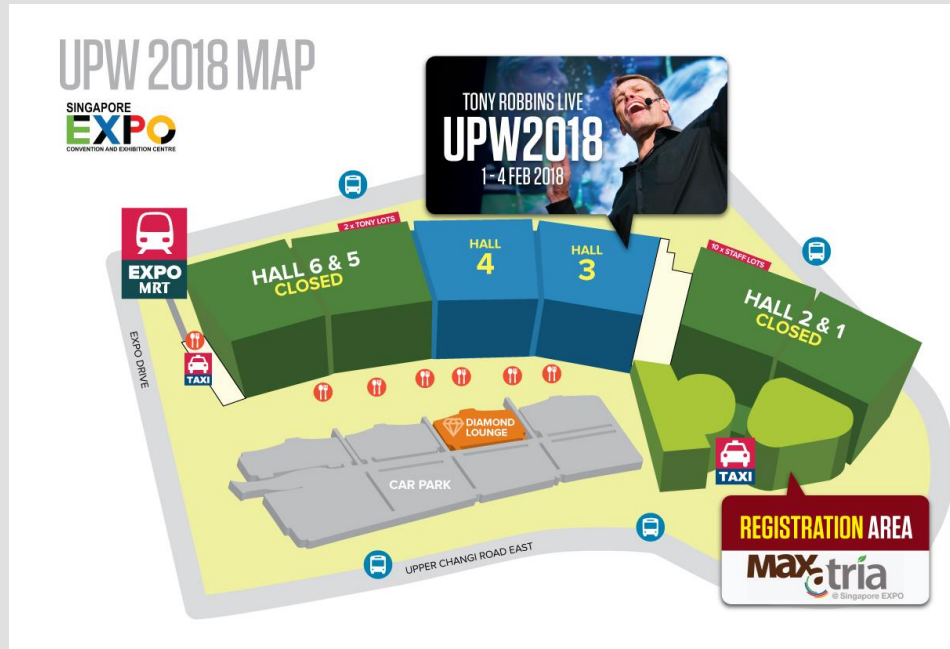 UPW 2018 MAP
SINGAPORE
EXPO
CONVENTION AND EXHIBITION CENTRE
TONY ROBBINS LIVE
UPW2018
1 - 4 FEB 2018
EXPO
MRT
2 x TONY LOTS
HALL 6 & 5
CLOSED
HALL
4
HALL
3
10 x STAFF LOTS
HALL 2 & 1
CLOSED
EXPO DRIVE
TAXI
DIAMOND
LOUNGE
CAR PARK
TAXI
UPPER CHANGI ROAD EAST
REGISTRATION AREA
MAX atria
@ Singapore EXPO